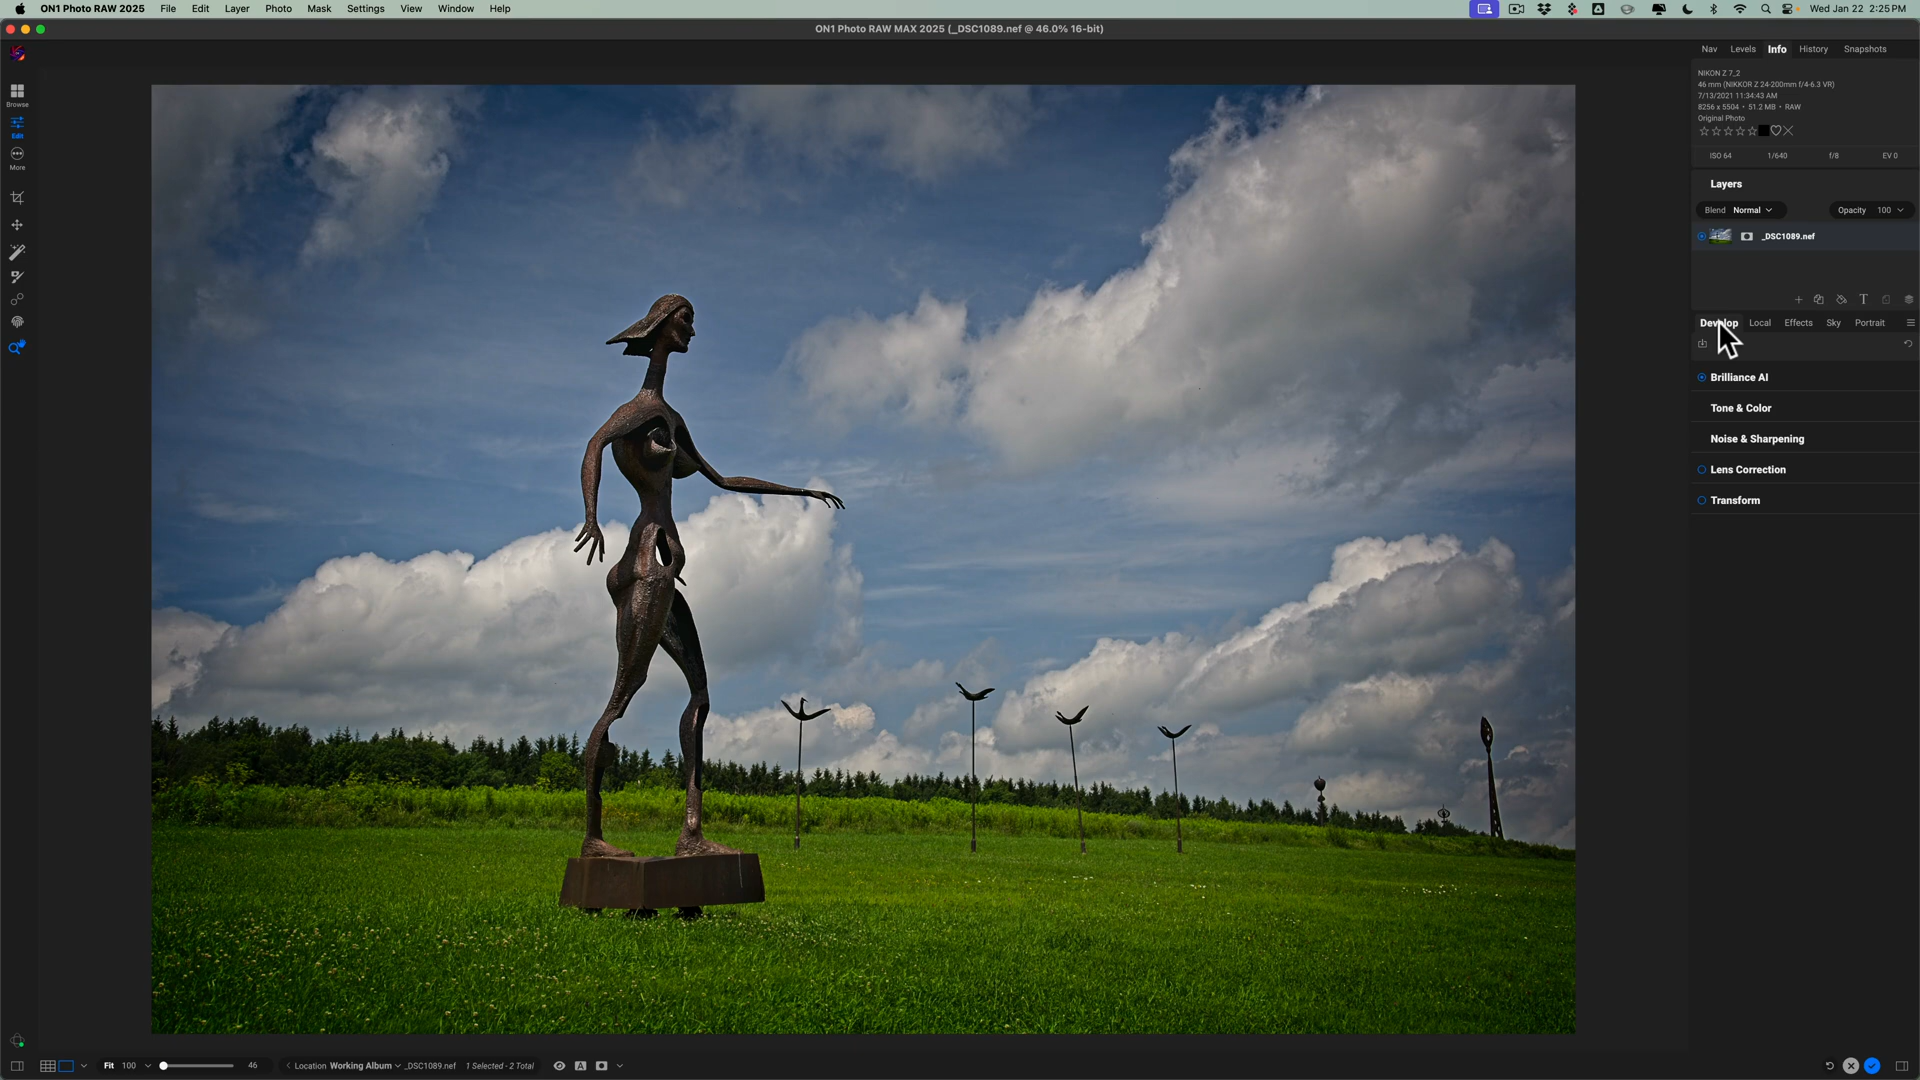 ON1 Photo RAW 2025 File Edit Layer Photo Mask Settings View Window Help Wed Jan 22 2:25 PM
ON1 Photo RAW MAX 2025 (_DSC1089.nef @ 46.0% 16-bit)
Nav Levels Info History Snapshots
NIKON Z 7_2
46 mm (NIKKOR Z 24-200mm f/4-6.3 VR)
7/13/2021 11:34:43 AM
8256 x 5504 • 51.2 MB • RAW
Original Photo
ISO 64 1/640 f/8 EV 0
Browse
Edit
More
Layers
Blend Normal Opacity 100
_DSC1089.nef
Develop Local Effects Sky Portrait
Brilliance AI
Tone & Color
Noise & Sharpening
Lens Correction
Transform
Fit 100 46 Location Working Album _DSC1089.nef 1 Selected - 2 Total